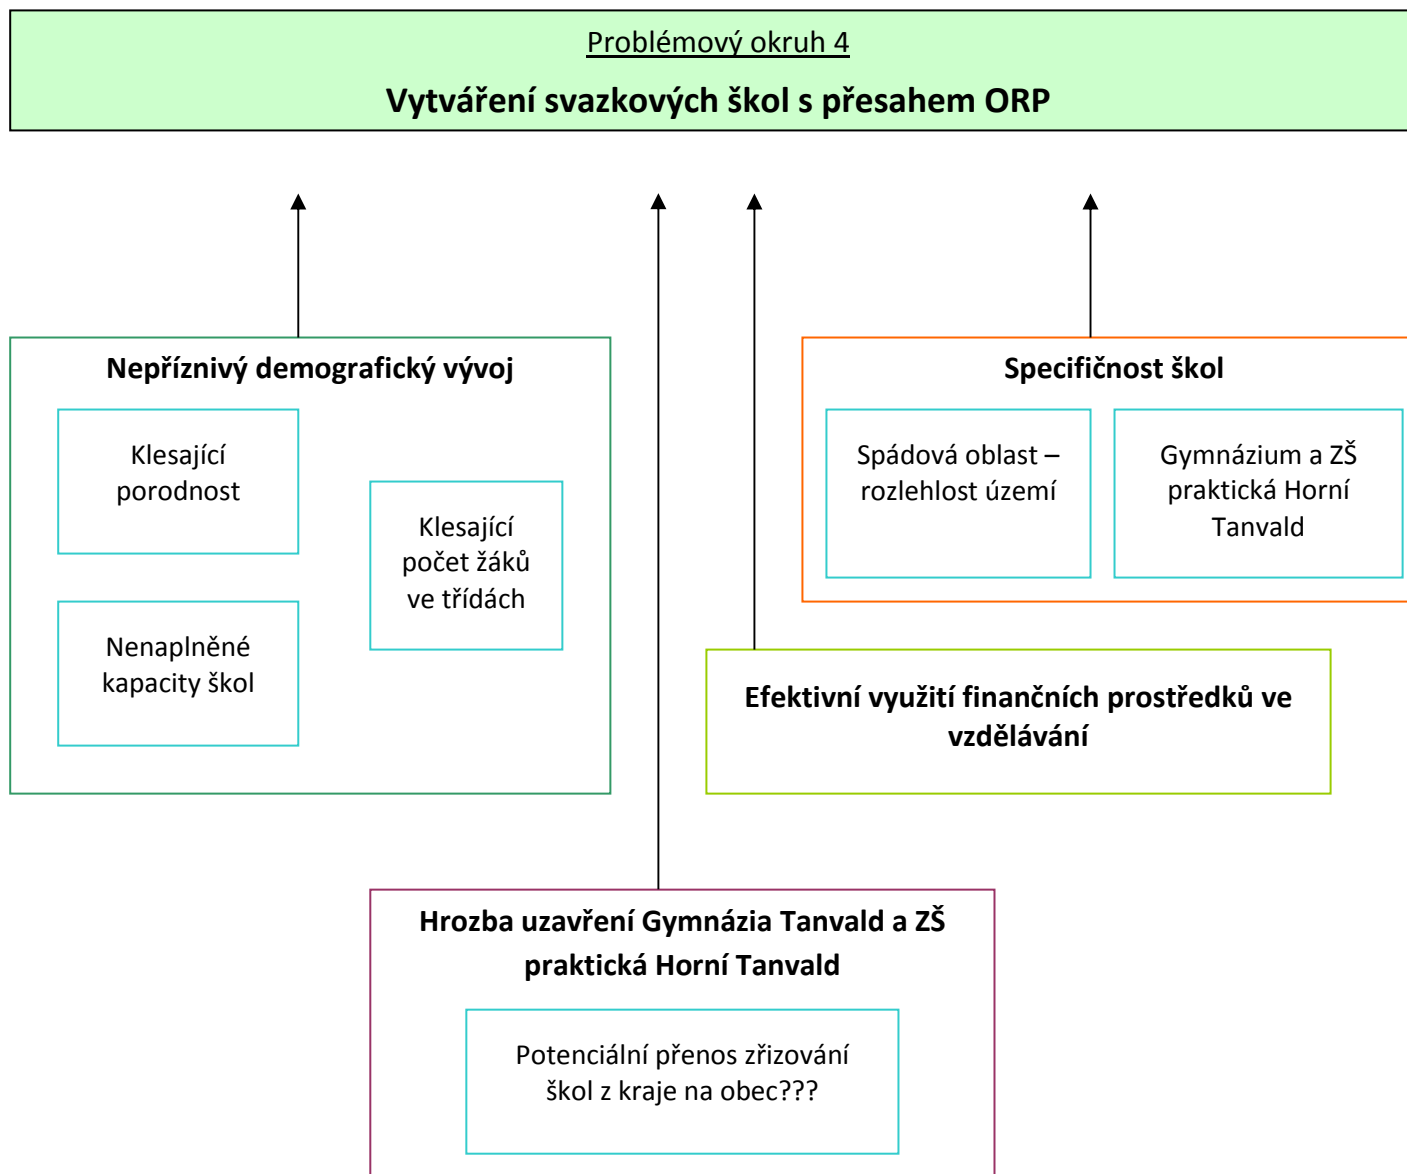 Problémový okruh 4
Vytváření svazkových škol s přesahem ORP
Nepříznivý demografický vývoj
Klesající
porodnost
Klesající
počet žáků
ve třídách
Nenaplněné
kapacity škol
Specifičnost škol
Spádová oblast –
rozlehlost území
Gymnázium a ZŠ
praktická Horní
Tanvald
Efektivní využití finančních prostředků ve
vzdělávání
Hrozba uzavření Gymnázia Tanvald a ZŠ
praktická Horní Tanvald
Potenciální přenos zřizování
škol z kraje na obec???